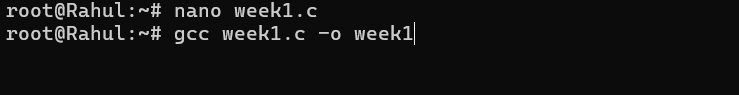 root@Rahul:~# nano week1.c
root@Rahul:~# gcc week1.c -o week1